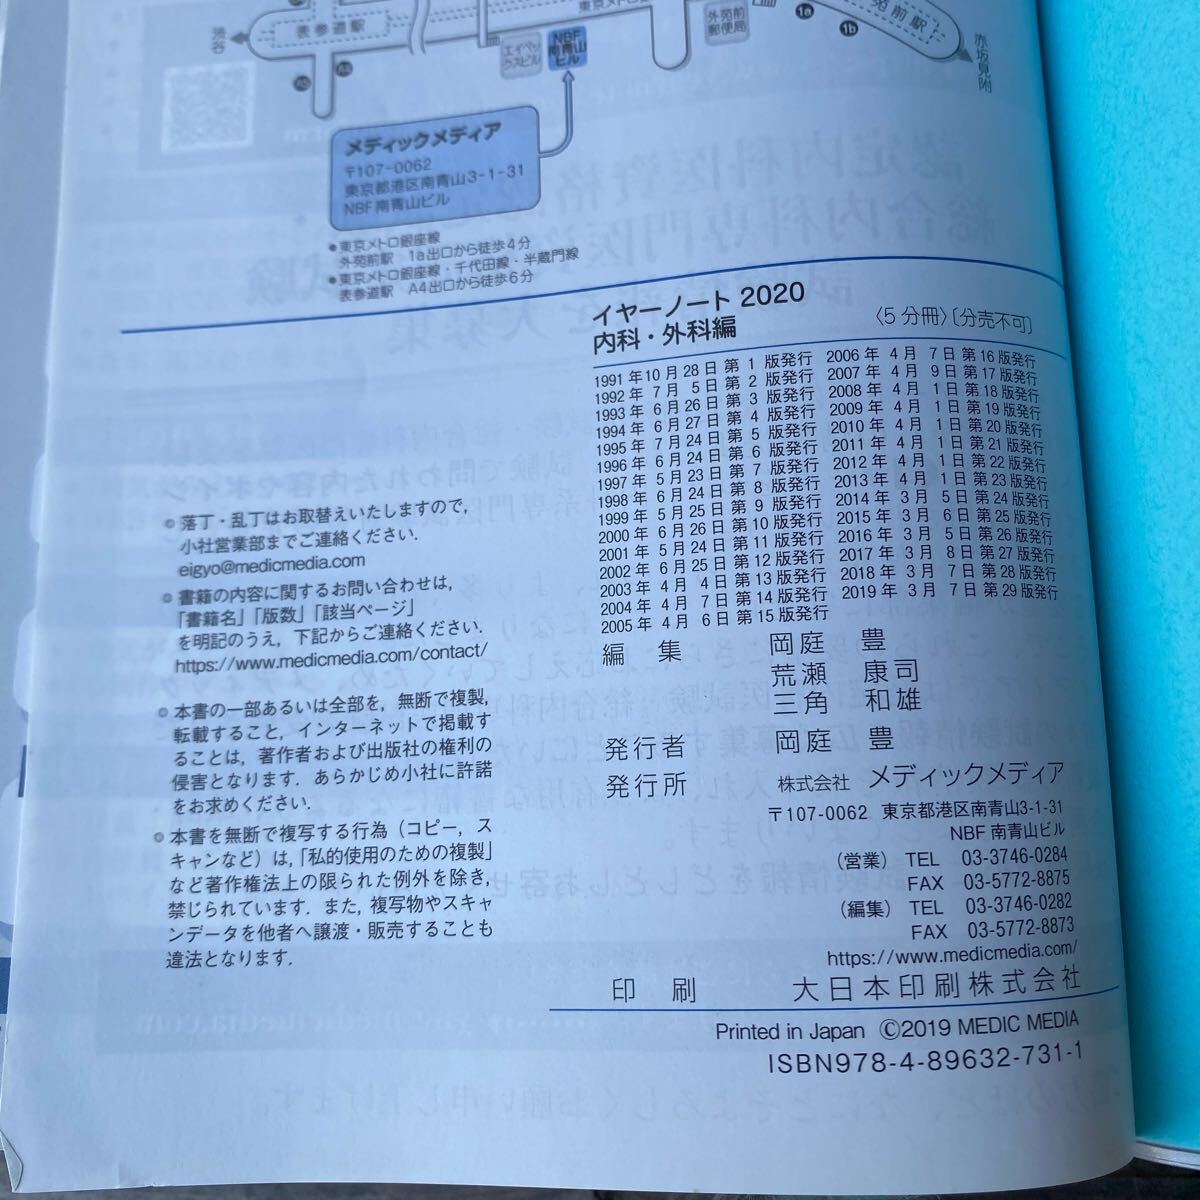 渋谷
表参道駅
東京メトロ
エイベックスビル
NBF
南青山
ビル
外苑前
郵便局
1a
1b
苑前駅
赤坂見附
メディックメディア
〒107-0062
東京都港区南青山3-1-31
NBF 南青山ビル
●東京メトロ銀座線
外苑前駅 1a出口から徒歩4分
●東京メトロ銀座線・千代田線・半蔵門線
表参道駅 A4出口から徒歩6分
イヤーノート 2020
内科・外科編
〈5分冊〉〔分売不可〕
1991年10月28日第1版発行
1992年7月5日第2版発行
1993年6月26日第3版発行
1994年6月27日第4版発行
1995年7月24日第5版発行
1996年6月24日第6版発行
1997年5月23日第7版発行
1998年6月24日第8版発行
1999年5月25日第9版発行
2000年6月26日第10版発行
2001年5月24日第11版発行
2002年6月25日第12版発行
2003年4月4日第13版発行
2004年4月7日第14版発行
2005年4月6日第15版発行
2006年4月7日第16版発行
2007年4月9日第17版発行
2008年4月1日第18版発行
2009年4月1日第19版発行
2010年4月1日第20版発行
2011年4月1日第21版発行
2012年4月1日第22版発行
2013年4月1日第23版発行
2014年3月5日第24版発行
2015年3月6日第25版発行
2016年3月5日第26版発行
2017年3月8日第27版発行
2018年3月7日第28版発行
2019年3月7日第29版発行
◎落丁・乱丁はお取替えいたしますので，
小社営業部までご連絡ください．
eigyo@medicmedia.com
◎書籍の内容に関するお問い合わせは，
「書籍名」「版数」「該当ページ」
を明記のうえ，下記からご連絡ください．
https://www.medicmedia.com/contact/
◎本書の一部あるいは全部を，無断で複製，
転載すること，インターネットで掲載す
ることは，著作者および出版社の権利の
侵害となります．あらかじめ小社に許諾
をお求めください．
◎本書を無断で複写する行為（コピー，ス
キャンなど）は，「私的使用のための複製」
など著作権法上の限られた例外を除き，
禁じられています．また，複写物やスキャ
ンデータを他者へ譲渡・販売することも
違法となります．
編集 岡庭 豊
荒瀬 康司
三角 和雄
発行者 岡庭 豊
発行所 株式会社 メディックメディア
〒107-0062 東京都港区南青山3-1-31
NBF 南青山ビル
（営業） TEL 03-3746-0284
FAX 03-5772-8875
（編集） TEL 03-3746-0282
FAX 03-5772-8873
https://www.medicmedia.com/
印刷 大日本印刷株式会社
Printed in Japan ©2019 MEDIC MEDIA
ISBN978-4-89632-731-1